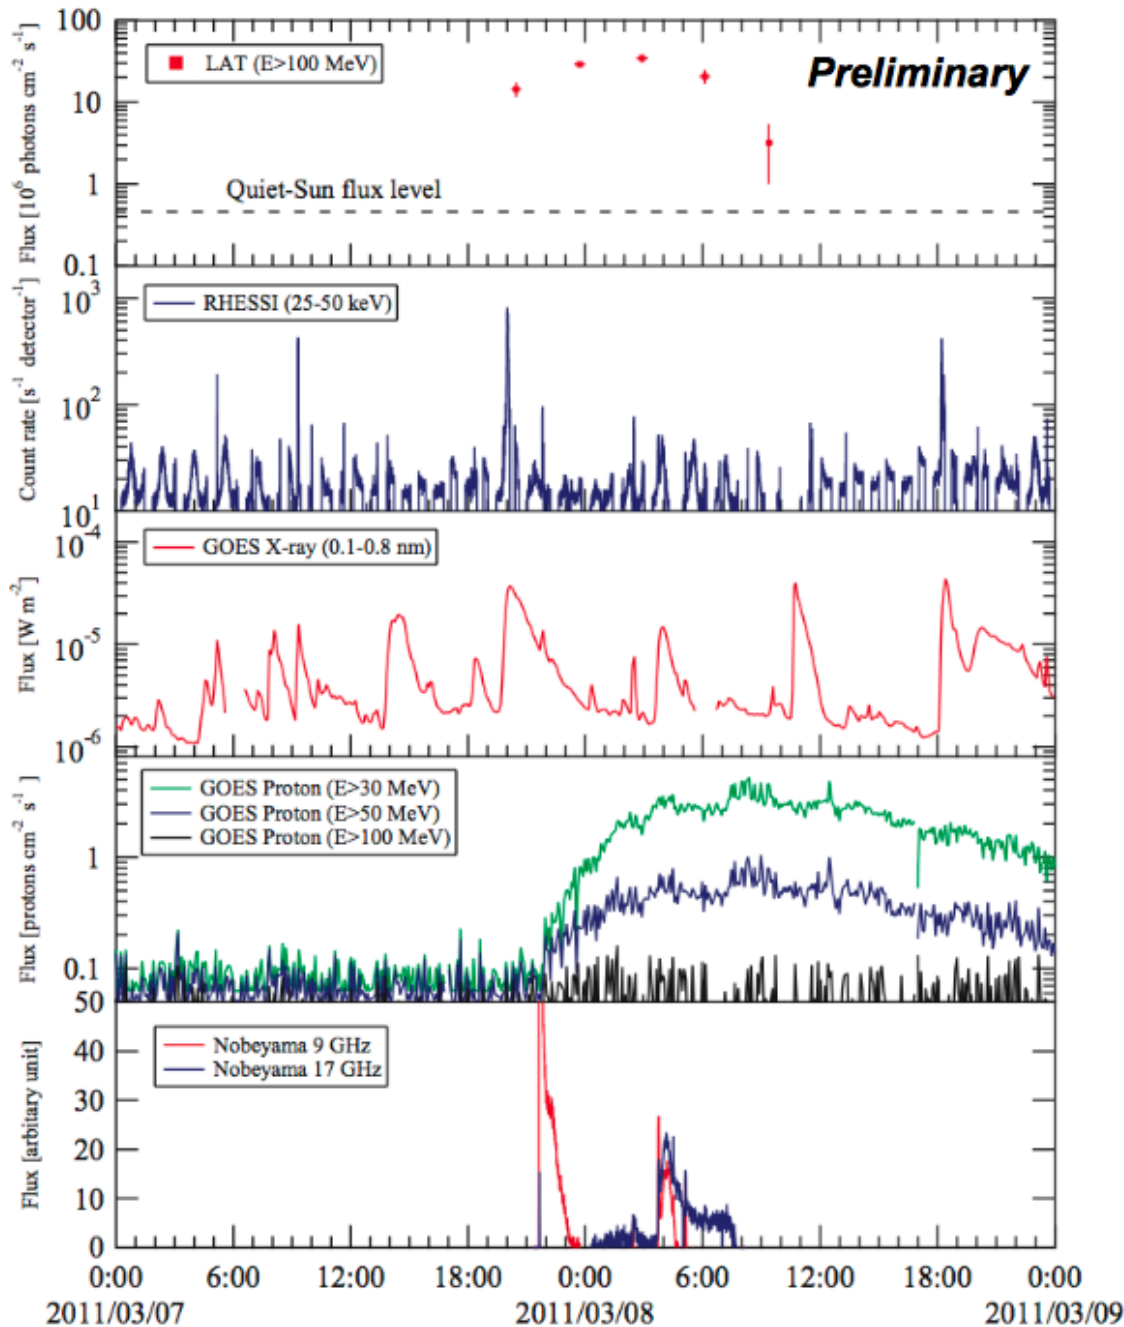 100
LAT (E>100 MeV)
Preliminary
10
1
Quiet-Sun flux level
0.1
Flux [10⁶ photons cm⁻² s⁻¹]
10³
RHESSI (25-50 keV)
10²
10¹
Count rate [s⁻¹ detector⁻¹]
10⁻⁴
GOES X-ray (0.1-0.8 nm)
10⁻⁵
10⁻⁶
Flux [W m⁻²]
GOES Proton (E>30 MeV)
GOES Proton (E>50 MeV)
GOES Proton (E>100 MeV)
1
0.1
Flux [protons cm⁻² s⁻¹]
50
Nobeyama 9 GHz
Nobeyama 17 GHz
40
30
20
10
0
Flux [arbitary unit]
0:00 6:00 12:00 18:00 0:00 6:00 12:00 18:00 0:00
2011/03/07 2011/03/08 2011/03/09